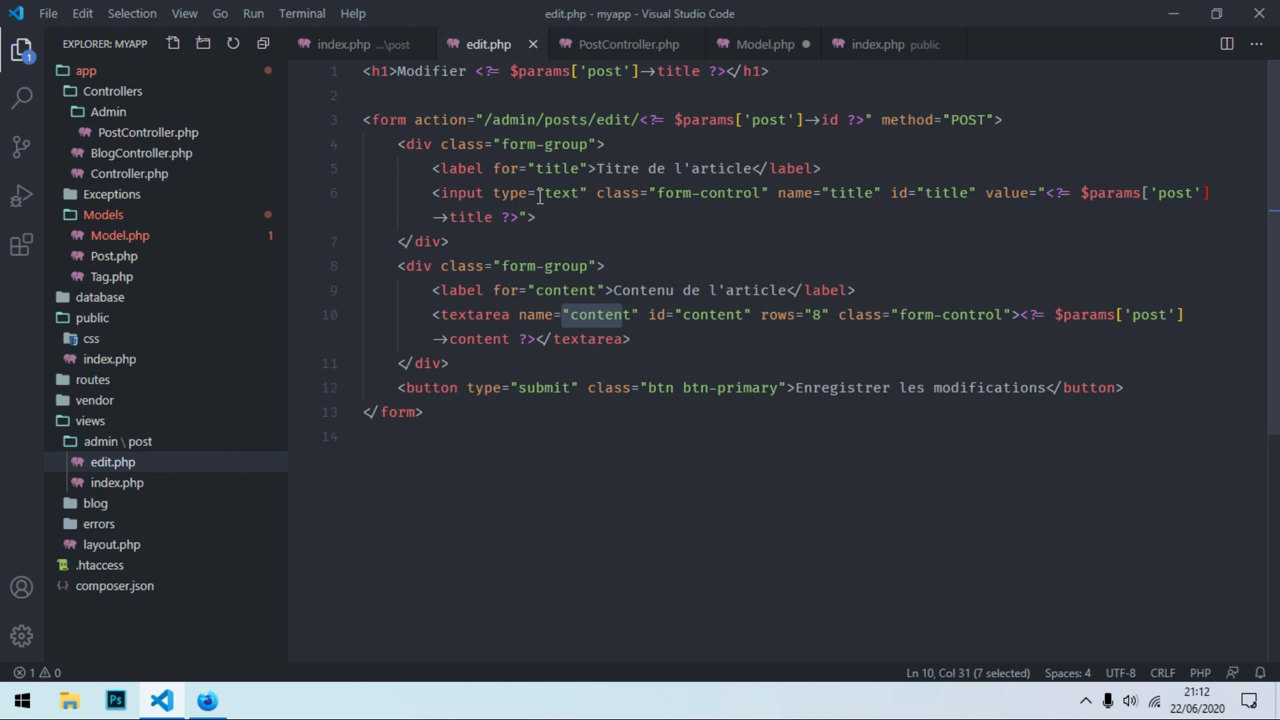 File Edit Selection View Go Run Terminal Help edit.php - myapp - Visual Studio Code
EXPLORER: MYAPP
index.php ...\post edit.php PostController.php Model.php index.php public
app
Controllers
Admin
PostController.php
BlogController.php
Controller.php
Exceptions
Models
Model.php 1
Post.php
Tag.php
database
public
css
index.php
routes
vendor
views
admin \ post
edit.php
index.php
blog
errors
layout.php
.htaccess
composer.json
1 <h1>Modifier <?= $params['post']->title ?></h1>
2
3 <form action="/admin/posts/edit/<?= $params['post']->id ?>" method="POST">
4 <div class="form-group">
5 <label for="title">Titre de l'article</label>
6 <input type="text" class="form-control" name="title" id="title" value="<?= $params['post']
->title ?>">
7 </div>
8 <div class="form-group">
9 <label for="content">Contenu de l'article</label>
10 <textarea name="content" id="content" rows="8" class="form-control"><?= $params['post']
->content ?></textarea>
11 </div>
12 <button type="submit" class="btn btn-primary">Enregistrer les modifications</button>
13 </form>
14
1
1 0 Ln 10, Col 31 (7 selected) Spaces: 4 UTF-8 CRLF PHP
Ps
21:12
22/06/2020